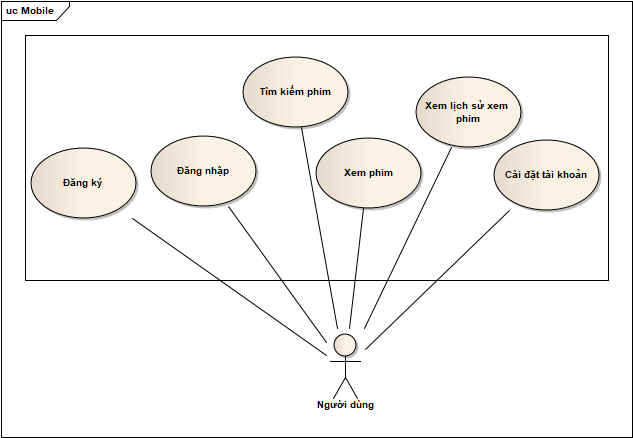 uc Mobile
Tìm kiếm phim
Xem lịch sử xem
phim
Đăng nhập
Xem phim
Cài đặt tài khoản
Đăng ký
Người dùng